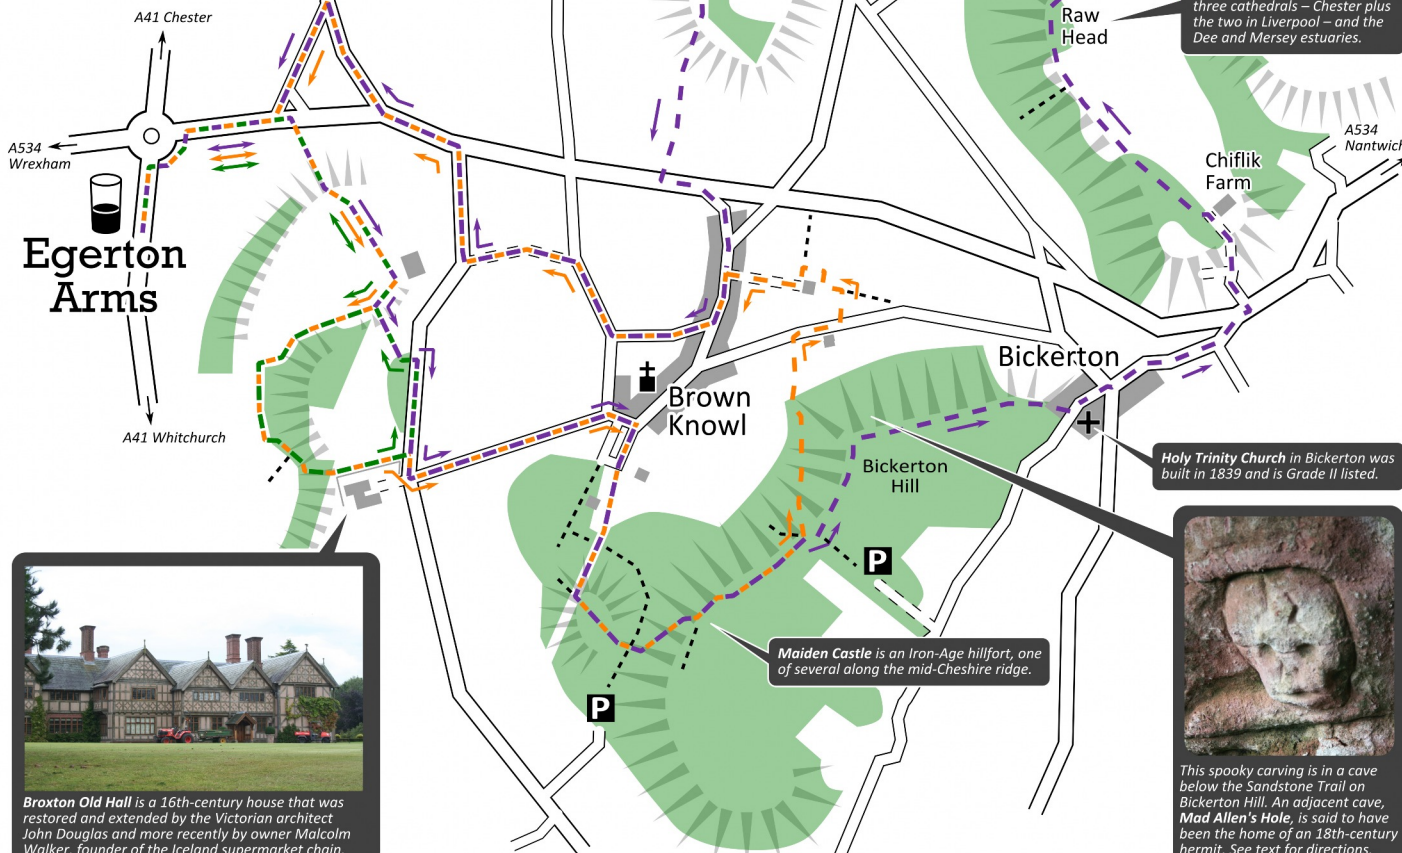 A41 Chester
Raw
Head
three cathedrals – Chester plus
the two in Liverpool – and the
Dee and Mersey estuaries.
A534
Wrexham
A534
Nantwich
Chiflik
Farm
Egerton
Arms
Bickerton
Brown
Knowl
A41 Whitchurch
Bickerton
Hill
Holy Trinity Church in Bickerton was
built in 1839 and is Grade II listed.
P
Maiden Castle is an Iron-Age hillfort, one
of several along the mid-Cheshire ridge.
P
Broxton Old Hall is a 16th-century house that was
restored and extended by the Victorian architect
John Douglas and more recently by owner Malcolm
Walker, founder of the Iceland supermarket chain.
This spooky carving is in a cave
below the Sandstone Trail on
Bickerton Hill. An adjacent cave,
Mad Allen's Hole, is said to have
been the home of an 18th-century
hermit. See text for directions.